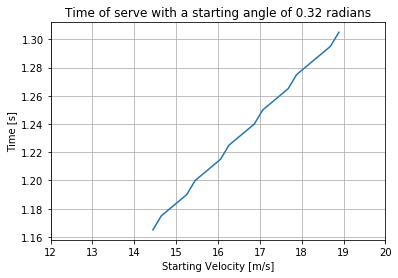 Time of serve with a starting angle of 0.32 radians
Time [s]
1.30
1.28
1.26
1.24
1.22
1.20
1.18
1.16
12 13 14 15 16 17 18 19 20
Starting Velocity [m/s]